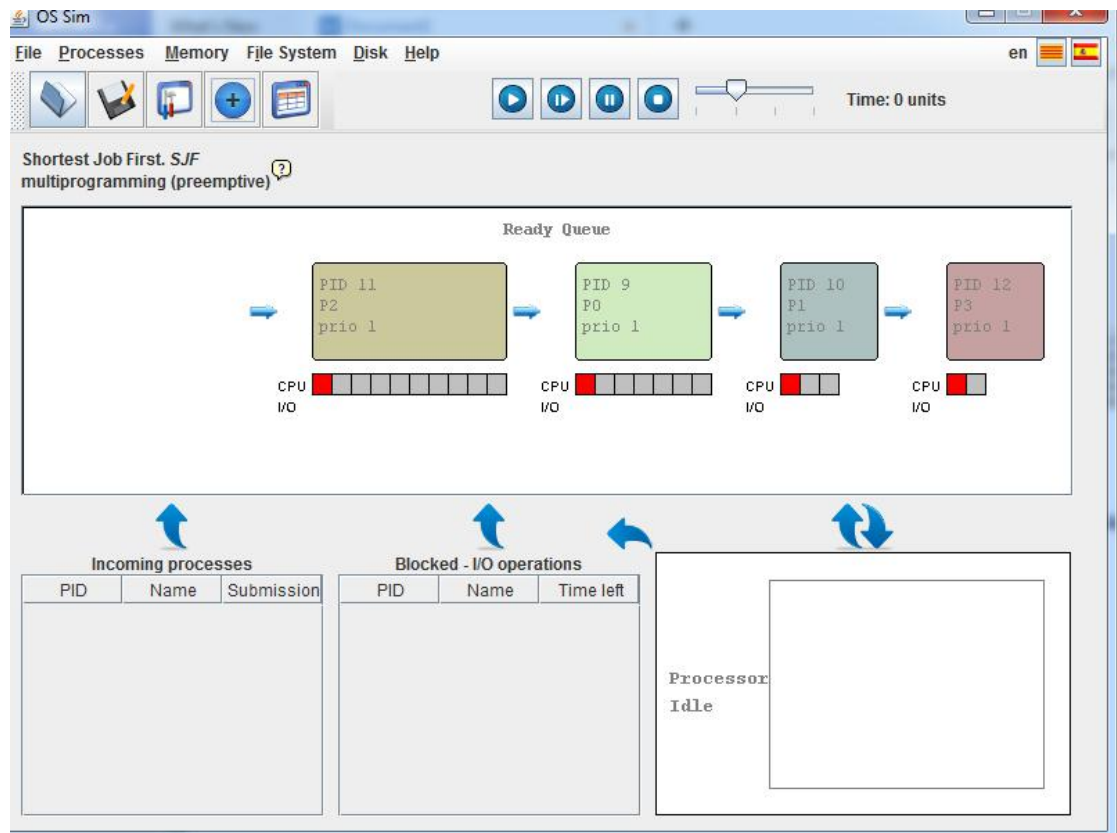 OS Sim
File Processes Memory File System Disk Help en
Time: 0 units
Shortest Job First. SJF
multiprogramming (preemptive)
?
Ready Queue
PID 11
P2
prio 1
CPU
I/O
PID 9
P0
prio 1
CPU
I/O
PID 10
P1
prio 1
CPU
I/O
PID 12
P3
prio 1
CPU
I/O
Incoming processes
PID Name Submission
Blocked - I/O operations
PID Name Time left
Processor
Idle